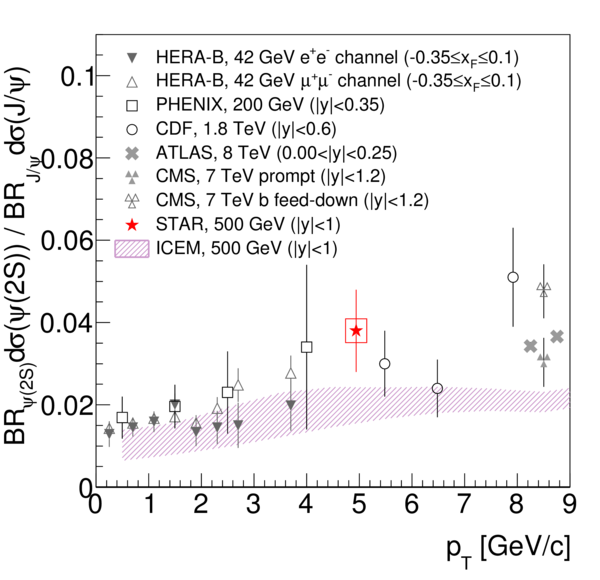 HERA-B, 42 GeV e⁺e⁻ channel (-0.35≤x_F≤0.1)
HERA-B, 42 GeV μ⁺μ⁻ channel (-0.35≤x_F≤0.1)
PHENIX, 200 GeV (|y|<0.35)
CDF, 1.8 TeV (|y|<0.6)
ATLAS, 8 TeV (0.00<|y|<0.25)
CMS, 7 TeV prompt (|y|<1.2)
CMS, 7 TeV b feed-down (|y|<1.2)
STAR, 500 GeV (|y|<1)
ICEM, 500 GeV (|y|<1)
BR_ψ(2S) dσ(ψ(2S)) / BR_J/ψ dσ(J/ψ)
0.1
0.08
0.06
0.04
0.02
0
0 1 2 3 4 5 6 7 8 9
p_T [GeV/c]